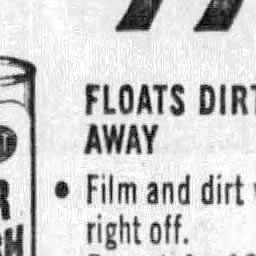 FLOATS DIRT
AWAY
• Film and dirt
right off.